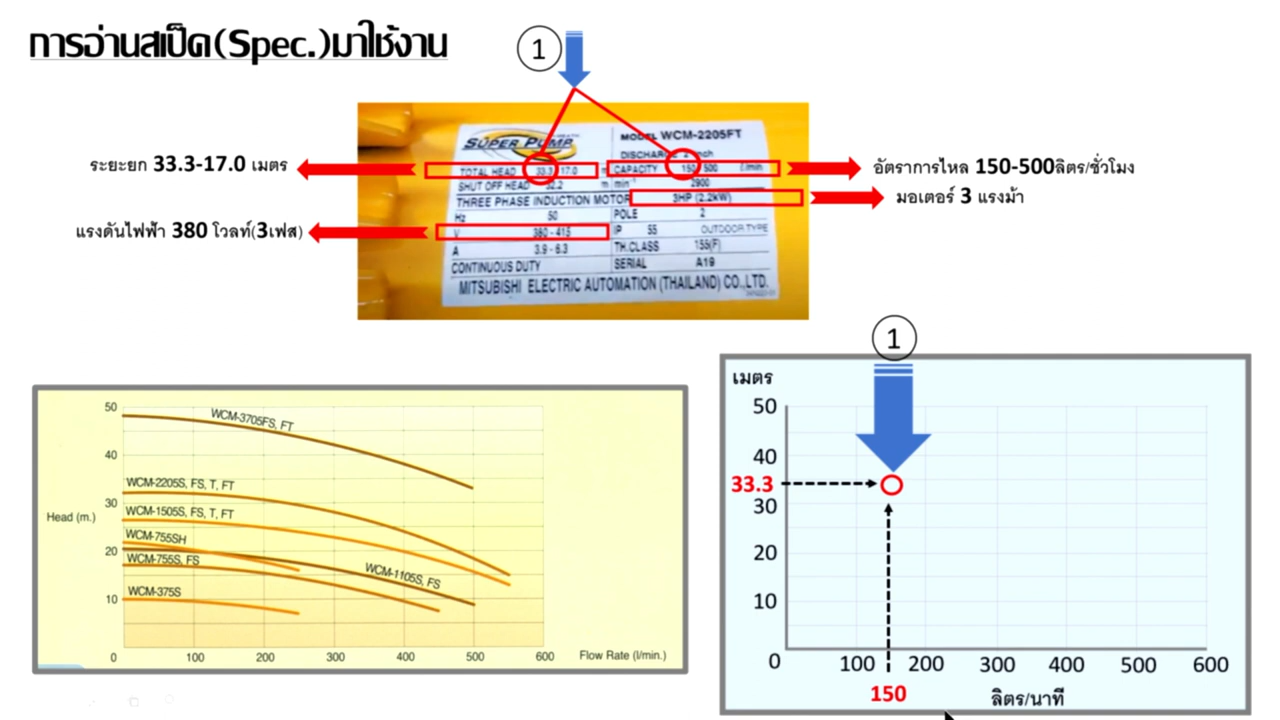 การอ่านสเป็ค(Spec.)มาใช้งาน
1
SUPER PUMP
MODEL WCM-2205FT
DISCHARGE 2 inch
TOTAL HEAD 33.3 17.0 m
CAPACITY 150 500 l/min
SHUT OFF HEAD 32.2 m
min⁻¹ 2900
THREE PHASE INDUCTION MOTOR
3HP (2.2kW)
Hz 50
POLE 2
V 380 - 415
IP 55 OUTDOOR TYPE
A 3.9 - 6.3
TH.CLASS 155(F)
CONTINUOUS DUTY
SERIAL A19
MITSUBISHI ELECTRIC AUTOMATION (THAILAND) CO.,LTD.
ระยะยก 33.3-17.0 เมตร
แรงดันไฟฟ้า 380 โวลท์(3เฟส)
อัตราการไหล 150-500ลิตร/ชั่วโมง
มอเตอร์ 3 แรงม้า
50
40
30
20
10
0 100 200 300 400 500 600
Head (m.)
Flow Rate (l/min.)
WCM-3705FS, FT
WCM-2205S, FS, T, FT
WCM-1505S, FS, T, FT
WCM-755SH
WCM-755S, FS
WCM-1105S, FS
WCM-375S
1
เมตร
50
40
33.3
30
20
10
0 100 200 300 400 500 600
150
ลิตร/นาที